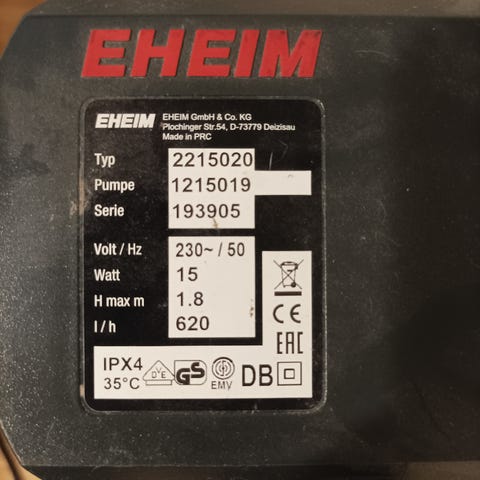 EHEIM
EHEIM EHEIM GmbH & Co. KG
Plochinger Str.54, D-73779 Deizisau
Made in PRC
Typ 2215020
Pumpe 1215019
Serie 193905
Volt / Hz 230~ / 50
Watt 15
H max m 1.8
l / h 620
CE
EAC
IPX4
35°C
VDE GS EMV DB